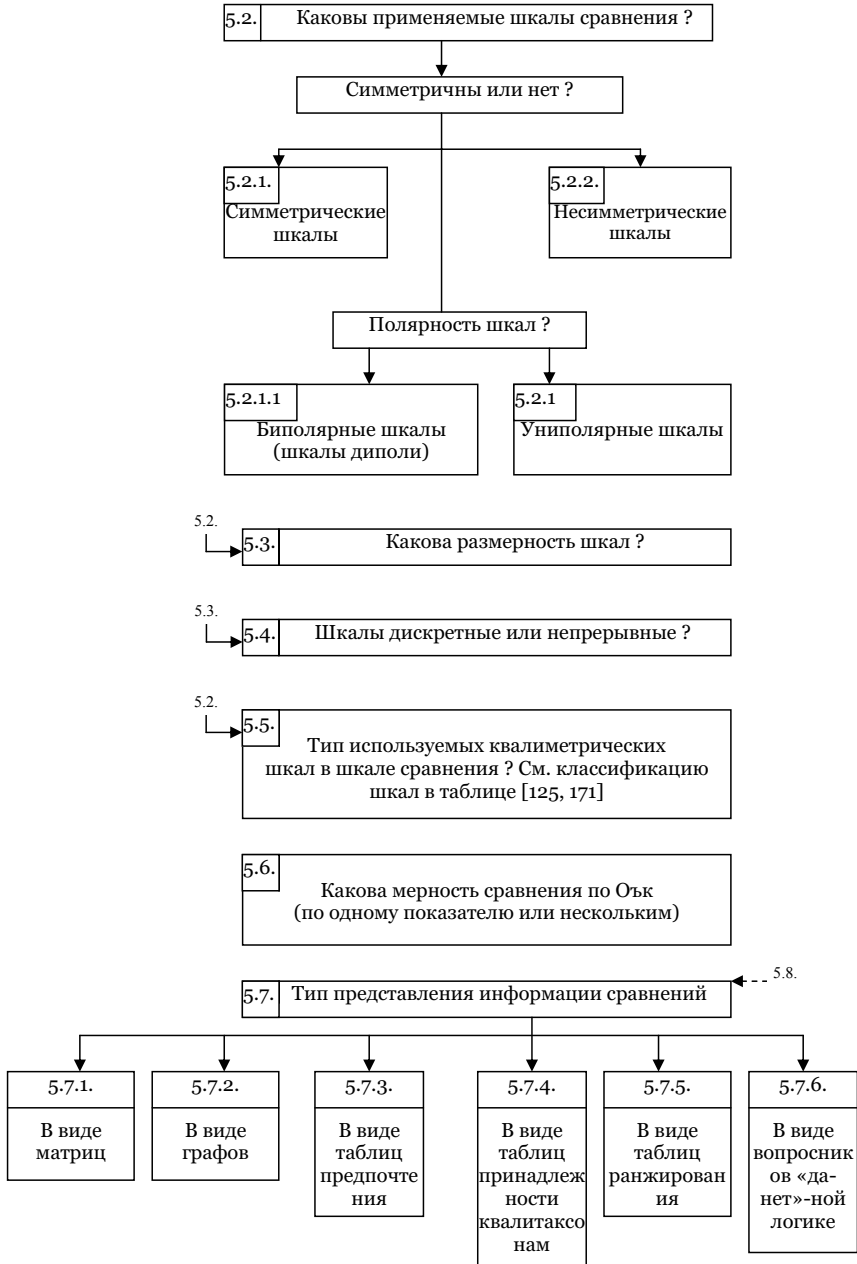 5.2. Каковы применяемые шкалы сравнения ?
Симметричны или нет ?
5.2.1.
Симметрические
шкалы
5.2.2.
Несимметрические
шкалы
Полярность шкал ?
5.2.1.1
Биполярные шкалы
(шкалы диполи)
5.2.1
Униполярные шкалы
5.2.
5.3. Какова размерность шкал ?
5.3.
5.4. Шкалы дискретные или непрерывные ?
5.2.
5.5.
Тип используемых квалиметрических
шкал в шкале сравнения ? См. классификацию
шкал в таблице [125, 171]
5.6.
Какова мерность сравнения по Оък
(по одному показателю или нескольким)
5.8.
5.7. Тип представления информации сравнений
5.7.1.
В виде
матриц
5.7.2.
В виде
графов
5.7.3.
В виде
таблиц
предпочте
ния
5.7.4.
В виде
таблиц
принадлеж
ности
квалитаксо
нам
5.7.5.
В виде
таблиц
ранжирован
ия
5.7.6.
В виде
вопросник
ов «да-
нет»-ной
логике